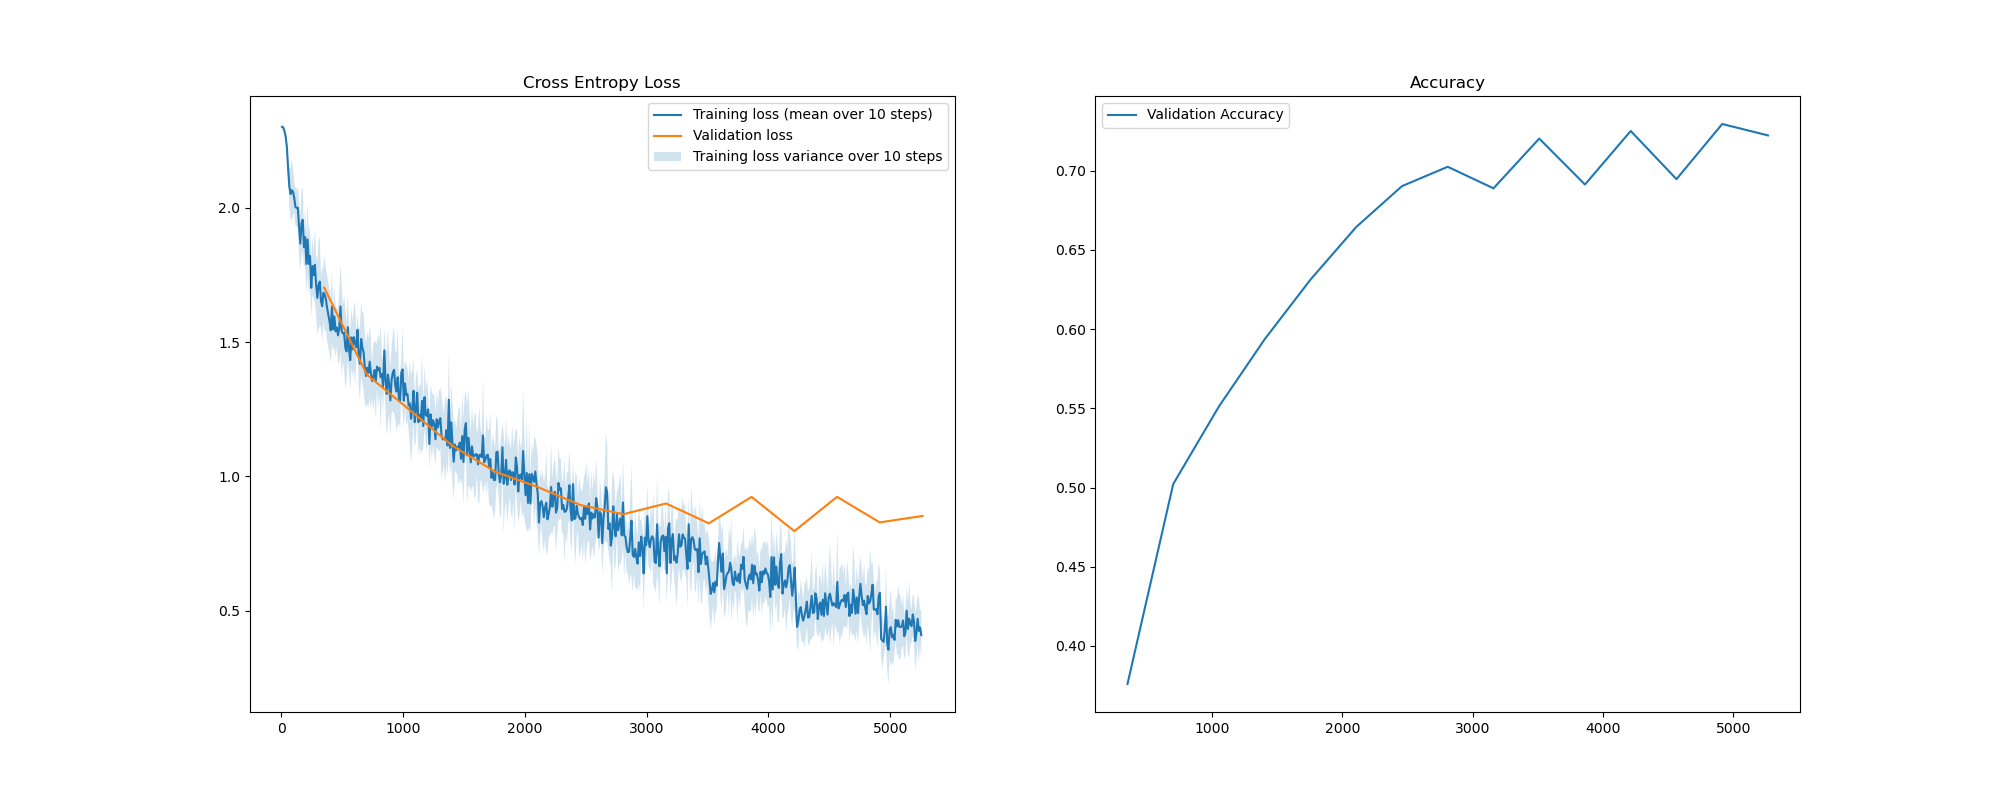 Cross Entropy Loss
Training loss (mean over 10 steps)
Validation loss
Training loss variance over 10 steps
2.0
1.5
1.0
0.5
0 1000 2000 3000 4000 5000
Accuracy
Validation Accuracy
0.70
0.65
0.60
0.55
0.50
0.45
0.40
1000 2000 3000 4000 5000